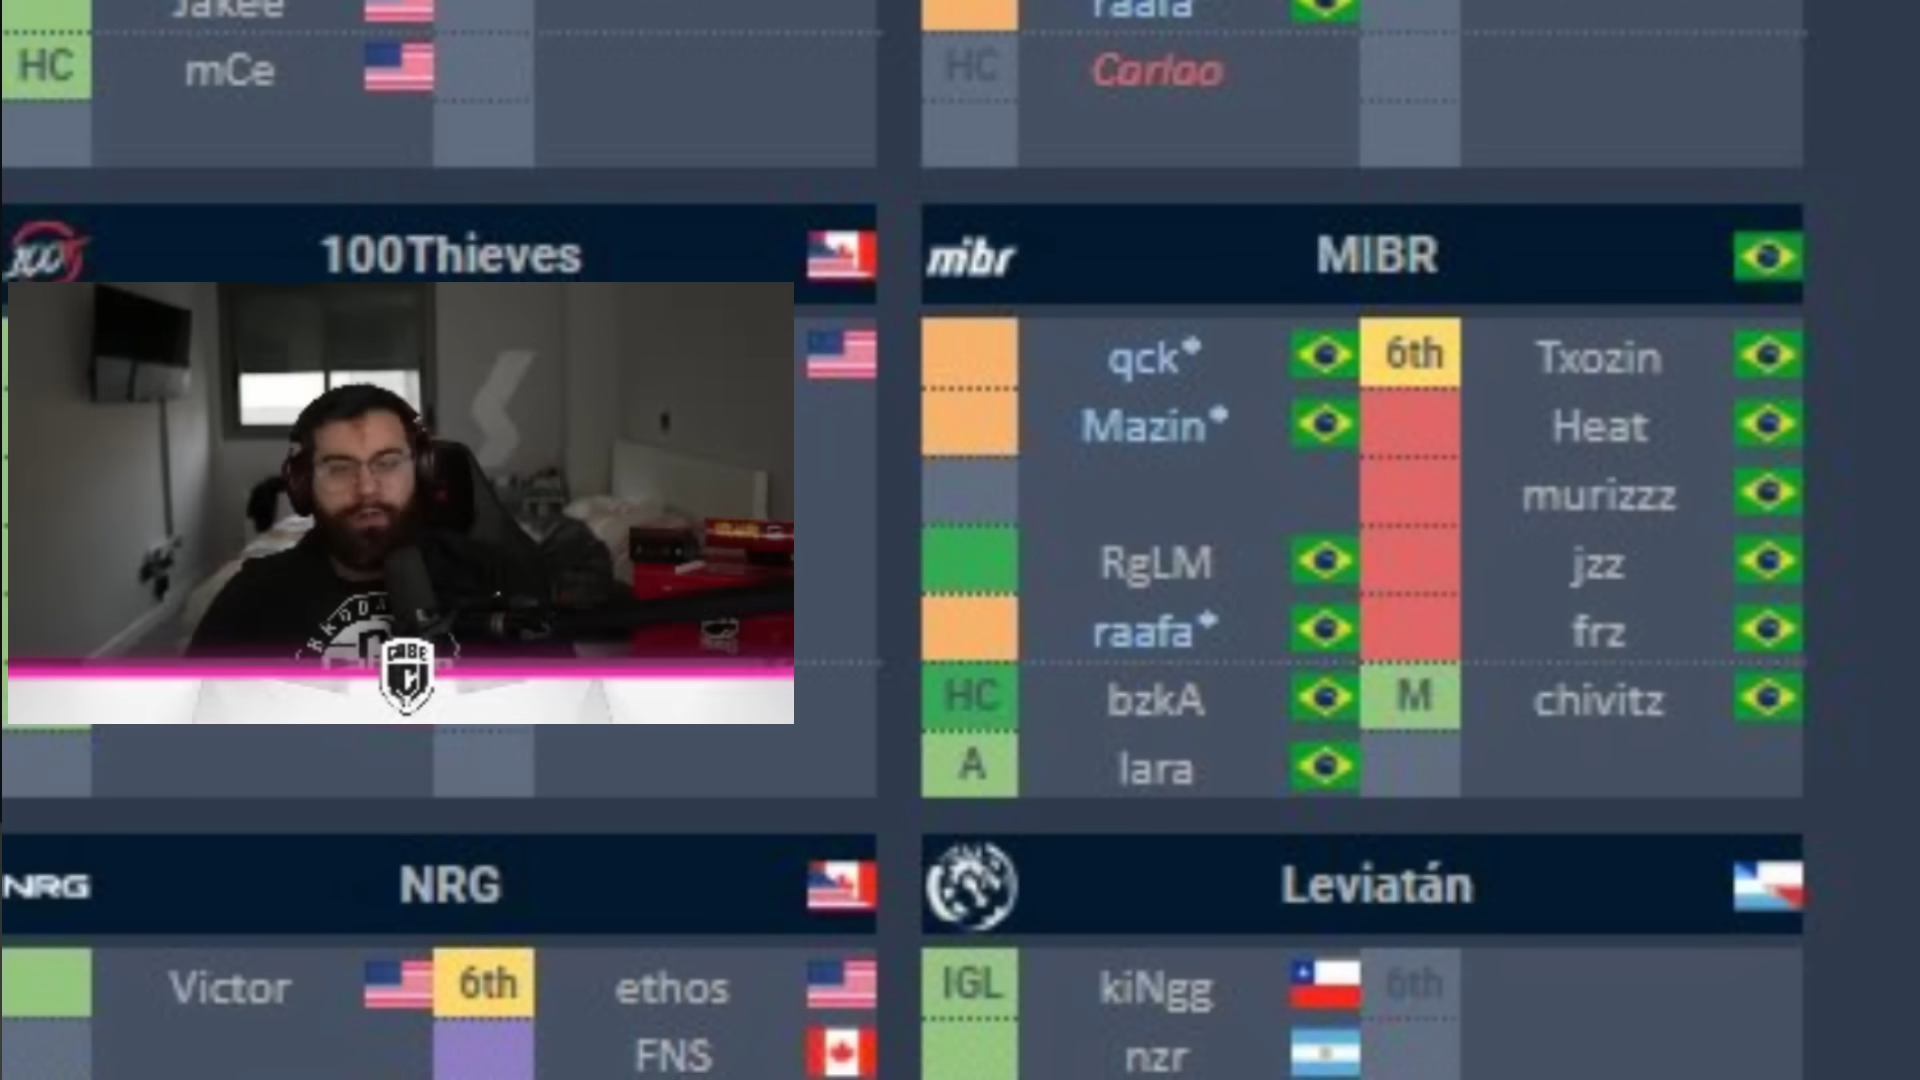 Jakee
HC mCe
raafa
HC Carlao
100T 100Thieves
mibr MIBR
qck 6th Txozin
Mazin Heat
murizzz
RgLM jzz
raafa frz
HC bzkA M chivitz
A lara
NRG NRG
Leviatán
Victor 6th ethos
FNS
IGL kiNgg 6th
nzr